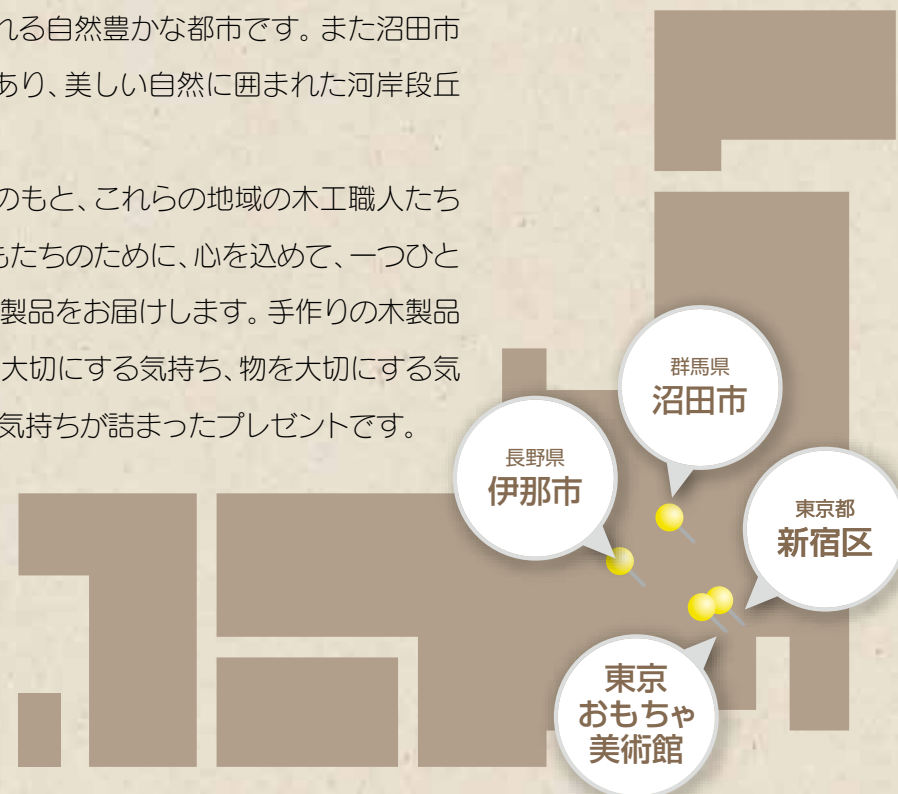 れる自然豊かな都市です。また沼田市
あり、美しい自然に囲まれた河岸段丘
のもと、これらの地域の木工職人たち
もたちのために、心を込めて、一つひと
製品をお届けします。手作りの木製品
大切にする気持ち、物を大切にする気
気持ちが詰まったプレゼントです。
群馬県
沼田市
長野県
伊那市
東京都
新宿区
東京
おもちゃ
美術館